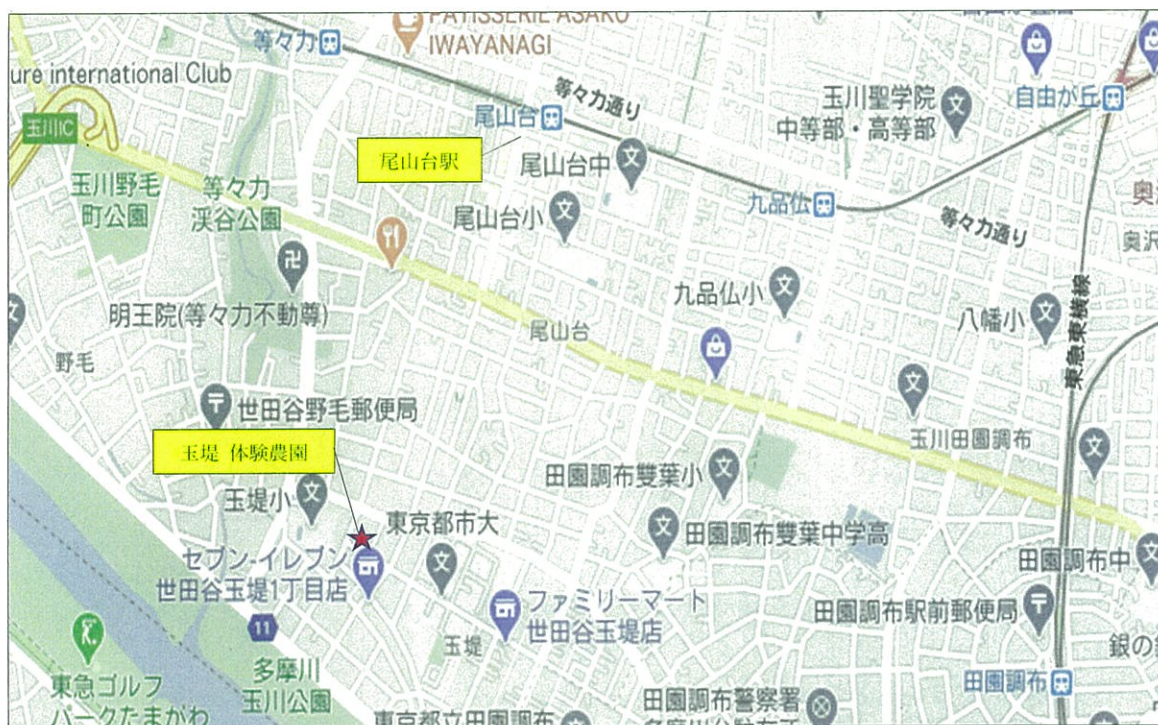 PATISSERIE ASAKO
IWAYANAGI
等々力
ure international Club
等々力通り
自由が丘
玉川聖学院
中等部・高等部
尾山台
玉川IC
尾山台駅
尾山台中
玉川野毛
町公園
等々力
渓谷公園
九品仏
尾山台小
等々力通り
奥沢
九品仏小
明王院(等々力不動尊)
尾山台
八幡小
東急東横線
野毛
世田谷野毛郵便局
玉川田園調布
玉堤 体験農園
田園調布雙葉小
玉堤小
東京都市大
田園調布雙葉中学高
セブン-イレブン
世田谷玉堤1丁目店
田園調布中
ファミリーマート
世田谷玉堤店
田園調布駅前郵便局
11
玉堤
銀の
多摩川
玉川公園
田園調布
東急ゴルフ
パークたまがわ
東京都立田園調布
田園調布警察署